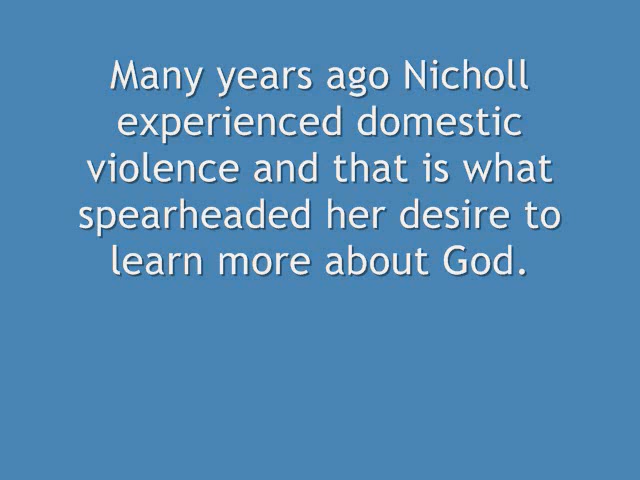 Many years ago Nicholl
experienced domestic
violence and that is what
spearheaded her desire to
learn more about God.